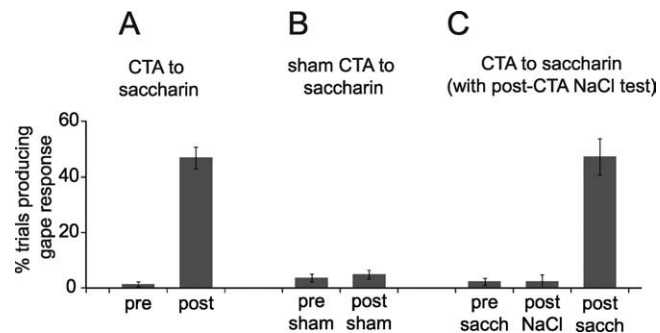 A
B
C
CTA to
saccharin
sham CTA to
saccharin
CTA to saccharin
(with post-CTA NaCl test)
% trials producing
gape response
60
40
20
0
pre
post
pre
sham
post
sham
pre
sacch
post
NaCl
post
sacch